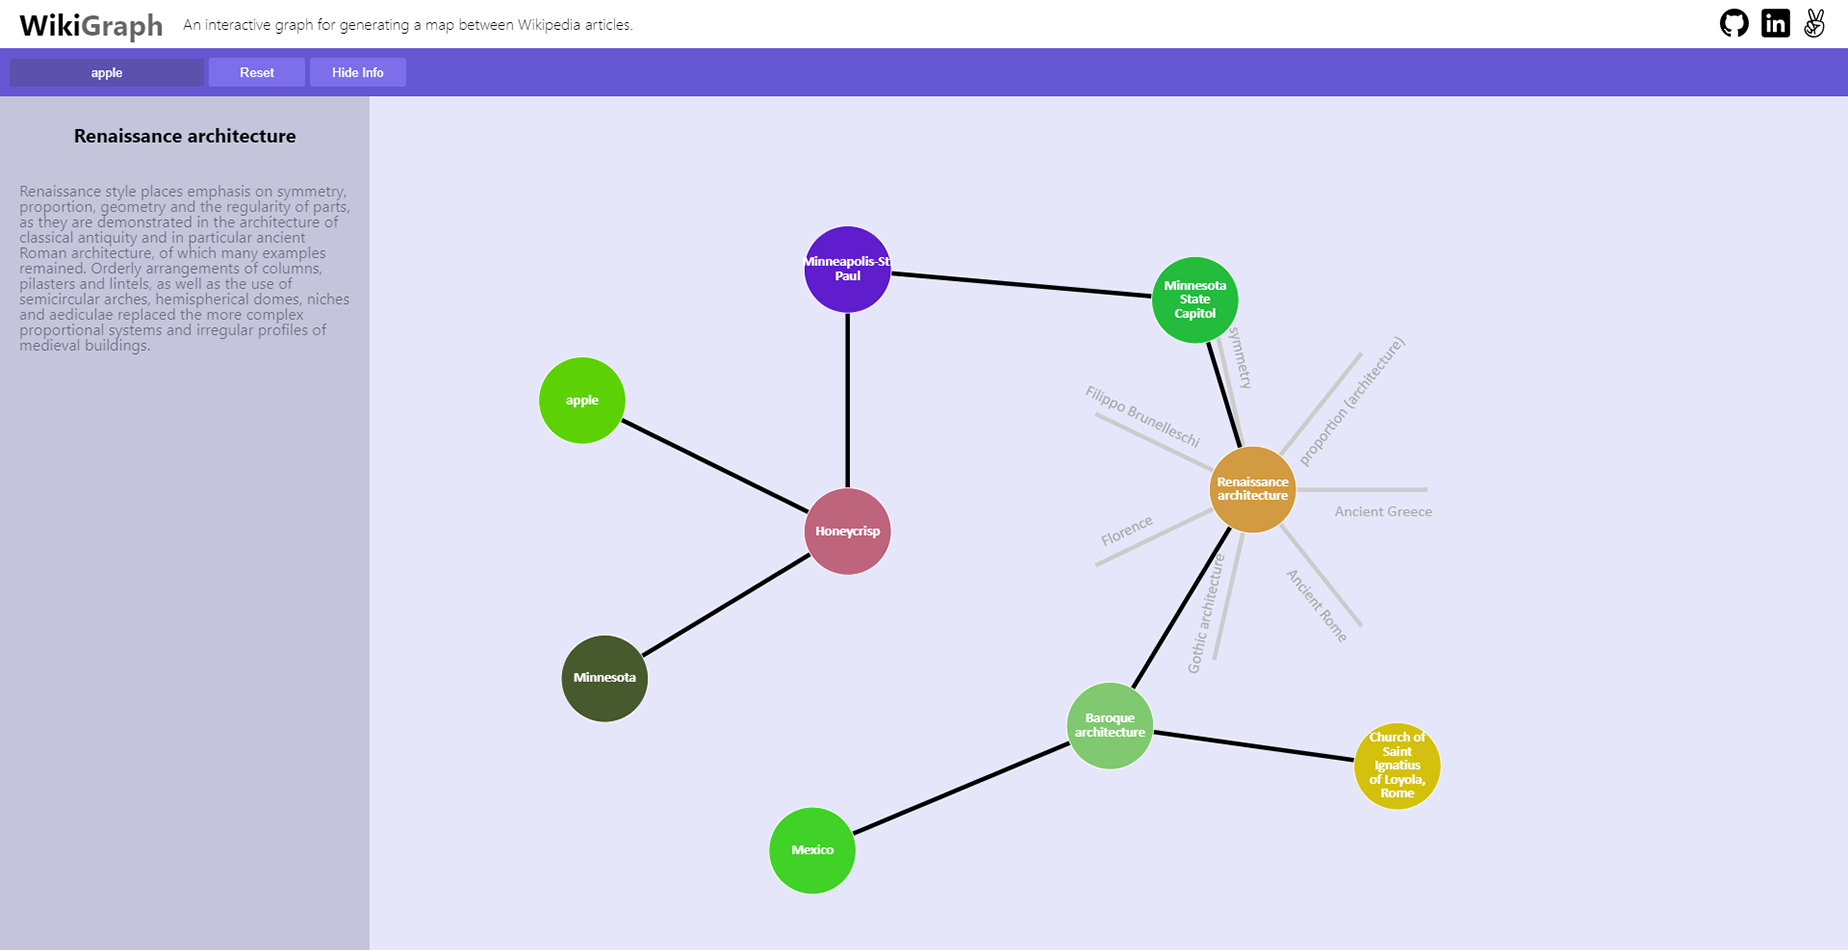 WikiGraph
An interactive graph for generating a map between Wikipedia articles.
in
apple
Reset
Hide Info
Renaissance architecture
Renaissance style places emphasis on symmetry,
proportion, geometry and the regularity of parts,
as they are demonstrated in the architecture of
classical antiquity and in particular ancient
Roman architecture, of which many examples
remained. Orderly arrangements of columns,
pilasters and lintels, as well as the use of
semicircular arches, hemispherical domes, niches
and aediculae replaced the more complex
proportional systems and irregular profiles of
medieval buildings.
Minneapolis-St
Paul
Minnesota
State
Capitol
symmetry
proportion (architecture)
Filippo Brunelleschi
apple
Renaissance
architecture
Ancient Greece
Honeycrisp
Florence
Gothic architecture
Ancient Rome
Minnesota
Baroque
architecture
Church of
Saint
Ignatius
of Loyola,
Rome
Mexico